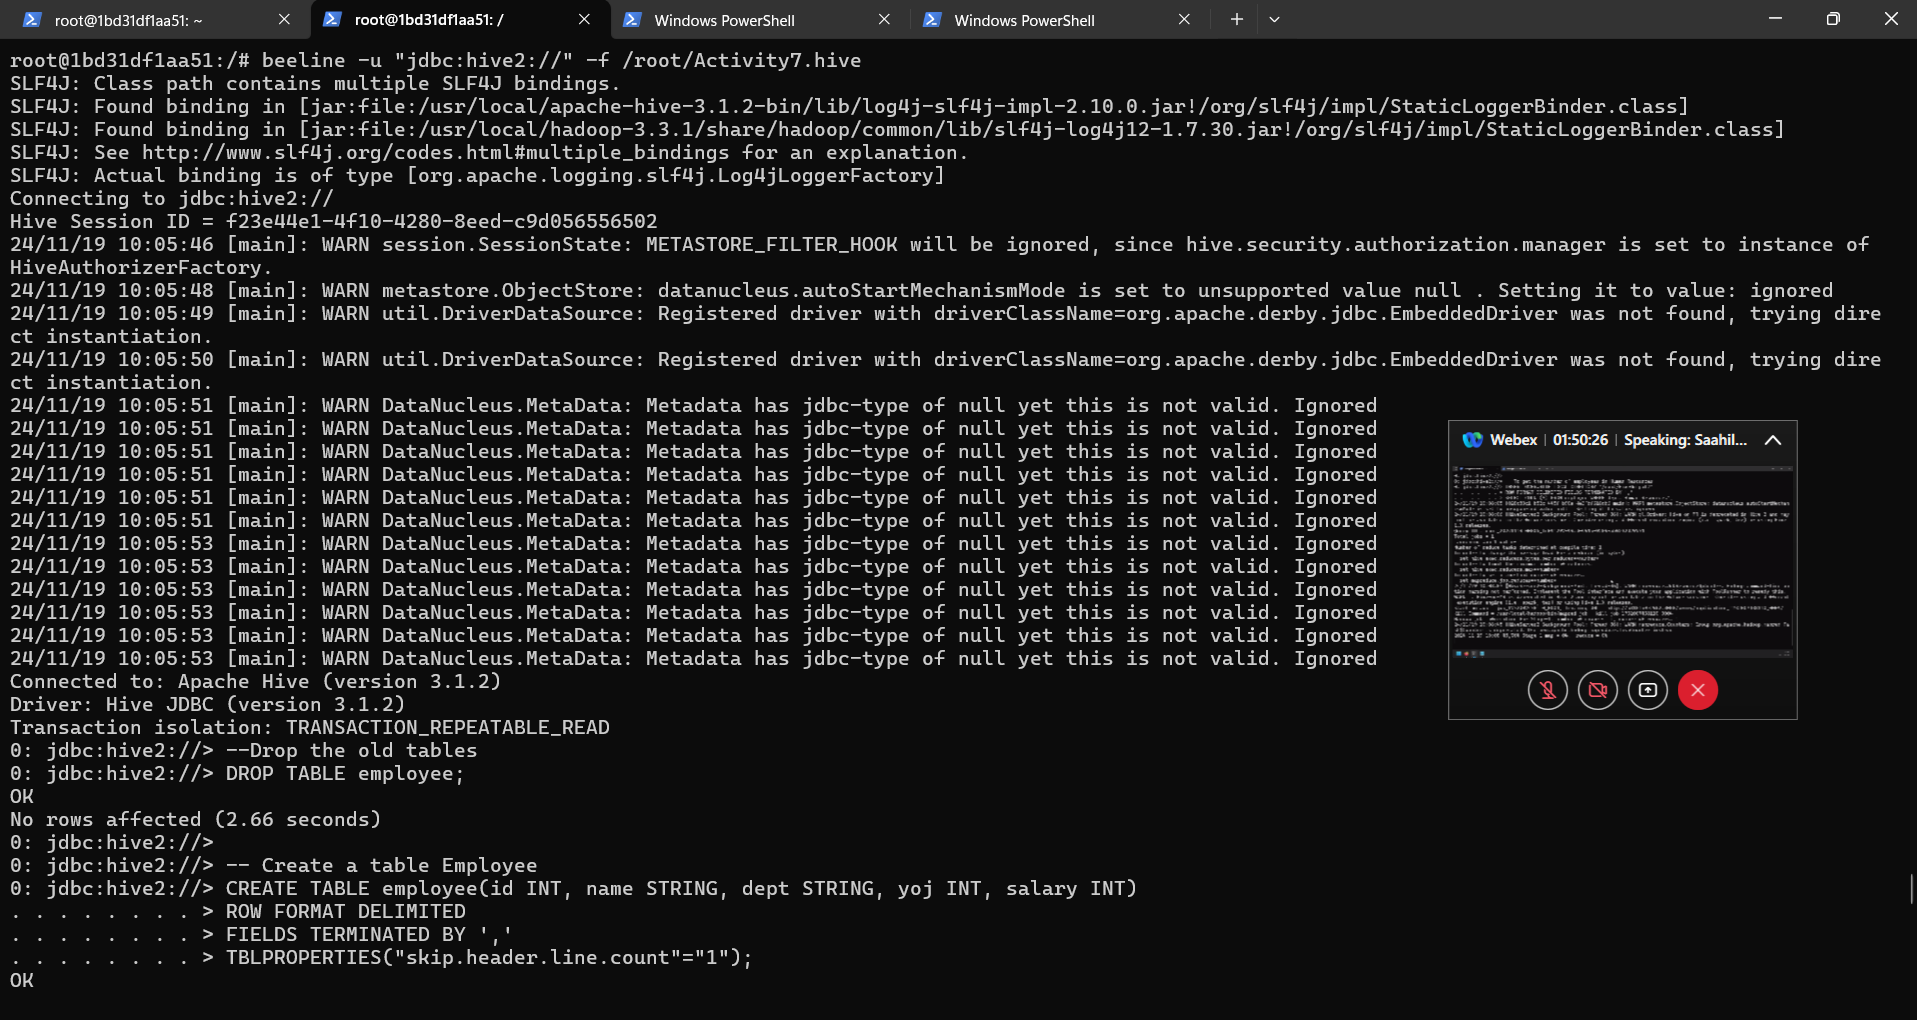 root@1bd31df1aa51: ~
root@1bd31df1aa51: /
Windows PowerShell
Windows PowerShell
root@1bd31df1aa51:/# beeline -u "jdbc:hive2://" -f /root/Activity7.hive
SLF4J: Class path contains multiple SLF4J bindings.
SLF4J: Found binding in [jar:file:/usr/local/apache-hive-3.1.2-bin/lib/log4j-slf4j-impl-2.10.0.jar!/org/slf4j/impl/StaticLoggerBinder.class]
SLF4J: Found binding in [jar:file:/usr/local/hadoop-3.3.1/share/hadoop/common/lib/slf4j-log4j12-1.7.30.jar!/org/slf4j/impl/StaticLoggerBinder.class]
SLF4J: See http://www.slf4j.org/codes.html#multiple_bindings for an explanation.
SLF4J: Actual binding is of type [org.apache.logging.slf4j.Log4jLoggerFactory]
Connecting to jdbc:hive2://
Hive Session ID = f23e44e1-4f10-4280-8eed-c9d056556502
24/11/19 10:05:46 [main]: WARN session.SessionState: METASTORE_FILTER_HOOK will be ignored, since hive.security.authorization.manager is set to instance of
HiveAuthorizerFactory.
24/11/19 10:05:48 [main]: WARN metastore.ObjectStore: datanucleus.autoStartMechanismMode is set to unsupported value null . Setting it to value: ignored
24/11/19 10:05:49 [main]: WARN util.DriverDataSource: Registered driver with driverClassName=org.apache.derby.jdbc.EmbeddedDriver was not found, trying dire
ct instantiation.
24/11/19 10:05:50 [main]: WARN util.DriverDataSource: Registered driver with driverClassName=org.apache.derby.jdbc.EmbeddedDriver was not found, trying dire
ct instantiation.
24/11/19 10:05:51 [main]: WARN DataNucleus.MetaData: Metadata has jdbc-type of null yet this is not valid. Ignored
24/11/19 10:05:51 [main]: WARN DataNucleus.MetaData: Metadata has jdbc-type of null yet this is not valid. Ignored
24/11/19 10:05:51 [main]: WARN DataNucleus.MetaData: Metadata has jdbc-type of null yet this is not valid. Ignored
24/11/19 10:05:51 [main]: WARN DataNucleus.MetaData: Metadata has jdbc-type of null yet this is not valid. Ignored
24/11/19 10:05:51 [main]: WARN DataNucleus.MetaData: Metadata has jdbc-type of null yet this is not valid. Ignored
24/11/19 10:05:51 [main]: WARN DataNucleus.MetaData: Metadata has jdbc-type of null yet this is not valid. Ignored
24/11/19 10:05:53 [main]: WARN DataNucleus.MetaData: Metadata has jdbc-type of null yet this is not valid. Ignored
24/11/19 10:05:53 [main]: WARN DataNucleus.MetaData: Metadata has jdbc-type of null yet this is not valid. Ignored
24/11/19 10:05:53 [main]: WARN DataNucleus.MetaData: Metadata has jdbc-type of null yet this is not valid. Ignored
24/11/19 10:05:53 [main]: WARN DataNucleus.MetaData: Metadata has jdbc-type of null yet this is not valid. Ignored
24/11/19 10:05:53 [main]: WARN DataNucleus.MetaData: Metadata has jdbc-type of null yet this is not valid. Ignored
24/11/19 10:05:53 [main]: WARN DataNucleus.MetaData: Metadata has jdbc-type of null yet this is not valid. Ignored
Connected to: Apache Hive (version 3.1.2)
Driver: Hive JDBC (version 3.1.2)
Transaction isolation: TRANSACTION_REPEATABLE_READ
0: jdbc:hive2://> --Drop the old tables
0: jdbc:hive2://> DROP TABLE employee;
OK
No rows affected (2.66 seconds)
0: jdbc:hive2://>
0: jdbc:hive2://> -- Create a table Employee
0: jdbc:hive2://> CREATE TABLE employee(id INT, name STRING, dept STRING, yoj INT, salary INT)
. . . . . . . . > ROW FORMAT DELIMITED
. . . . . . . . > FIELDS TERMINATED BY ','
. . . . . . . . > TBLPROPERTIES("skip.header.line.count"="1");
OK
Webex | 01:50:26 | Speaking: Saahil...